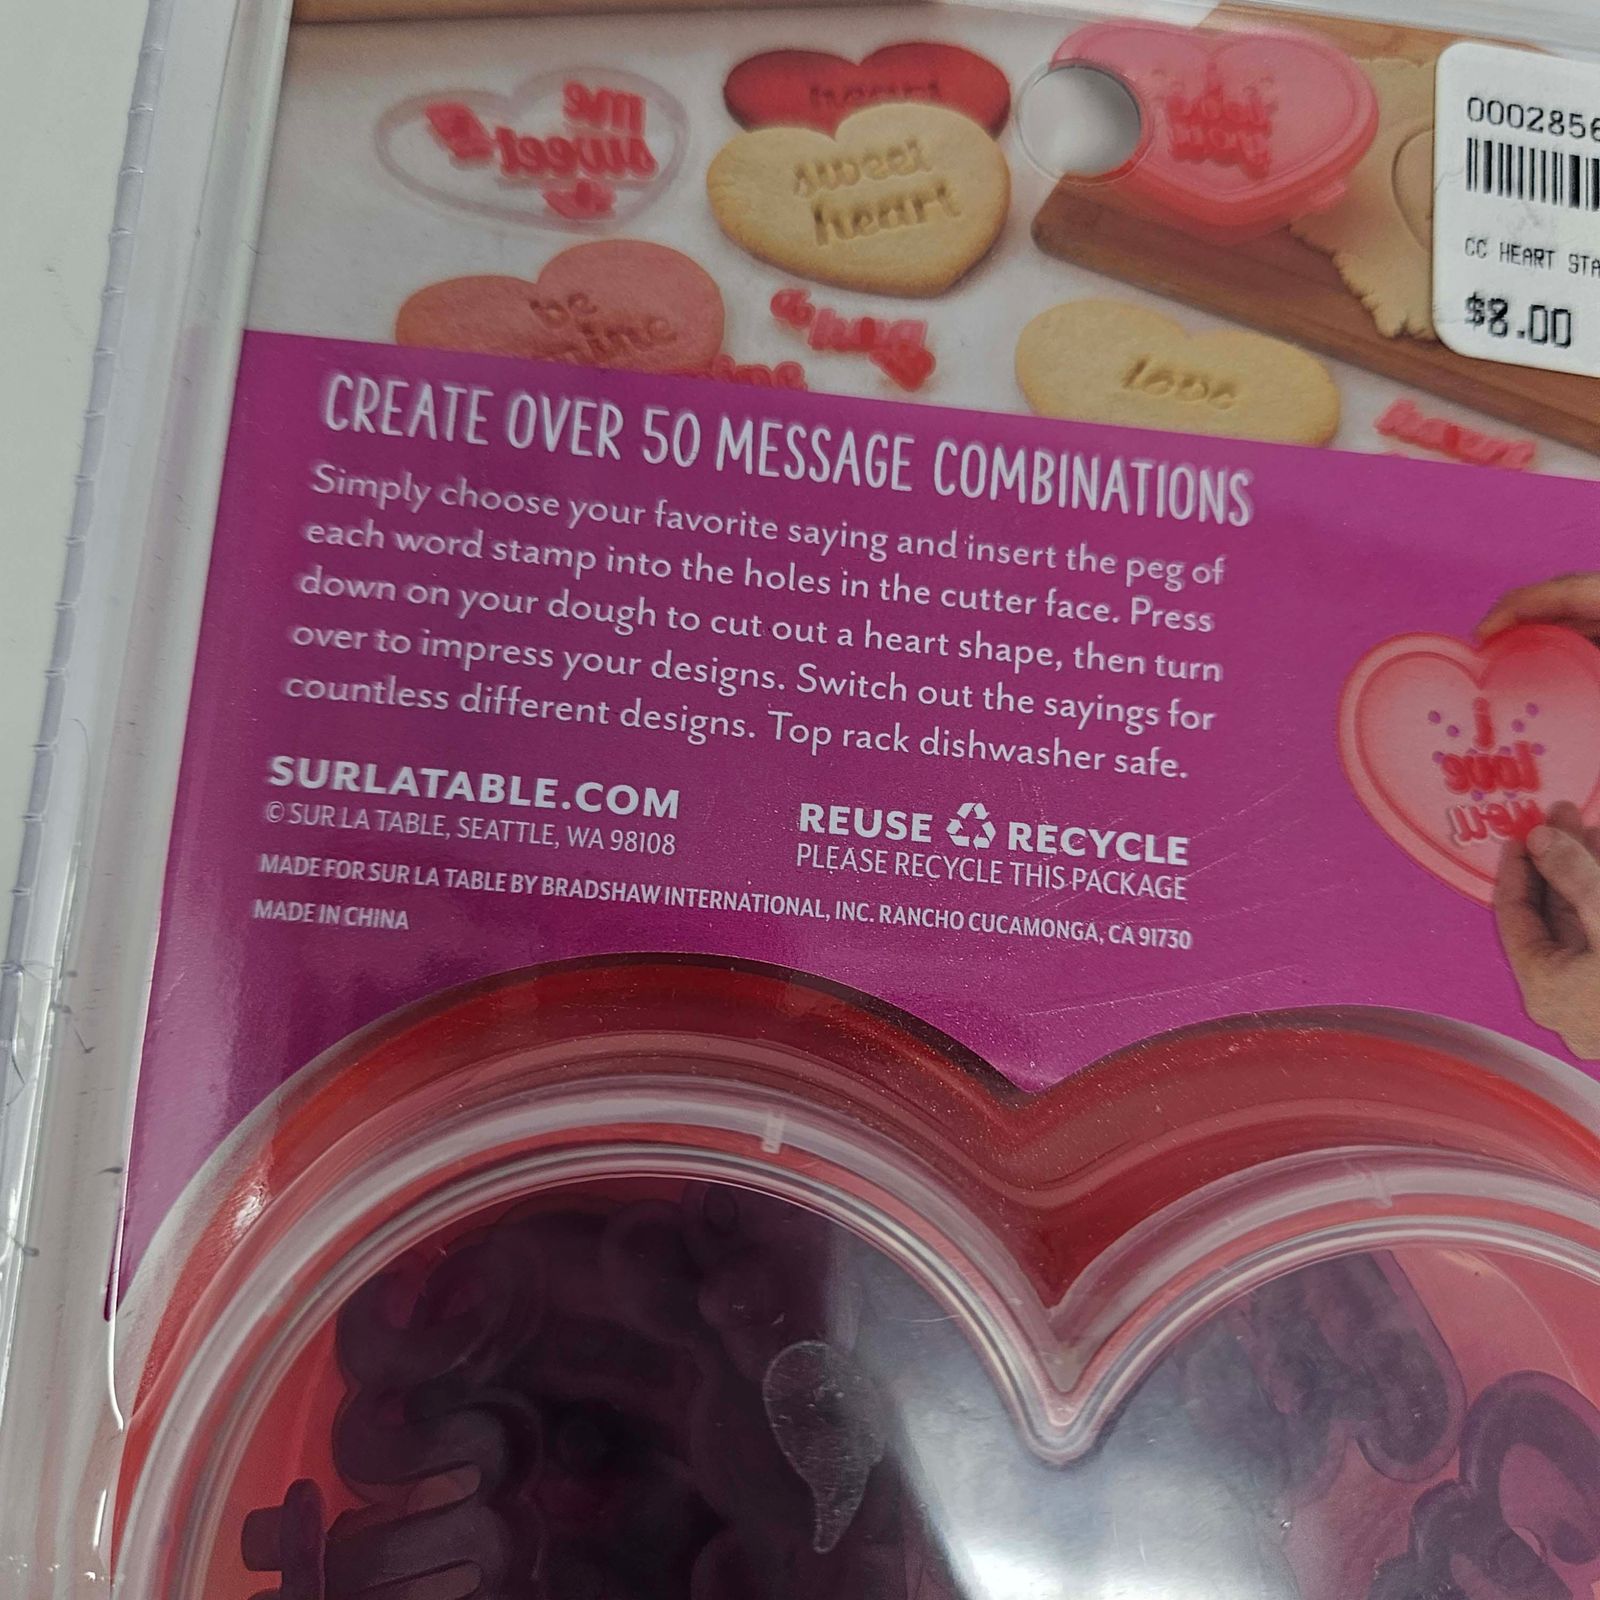 me
sweet
sweet
heart
be
mine
love
0002856
CC HEART STA
$8.00
CREATE OVER 50 MESSAGE COMBINATIONS
Simply choose your favorite saying and insert the peg of
each word stamp into the holes in the cutter face. Press
down on your dough to cut out a heart shape, then turn
over to impress your designs. Switch out the sayings for
countless different designs. Top rack dishwasher safe.
i
love
you
SURLATABLE.COM
© SUR LA TABLE, SEATTLE, WA 98108
REUSE RECYCLE
PLEASE RECYCLE THIS PACKAGE
MADE FOR SUR LA TABLE BY BRADSHAW INTERNATIONAL, INC. RANCHO CUCAMONGA, CA 91730
MADE IN CHINA